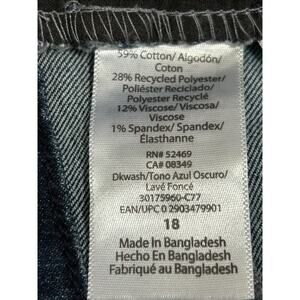 59% Cotton/ Algodón/
Coton
28% Recycled Polyester/
Poliéster Reciclado/
Polyester Recyclé
12% Viscose/ Viscosa/
Viscose
1% Spandex/ Spandex/
Élasthanne
RN# 52469
CA# 08349
Dkwash/Tono Azul Oscuro/
Lavé Foncé
30175960-C77
EAN/UPC 0 2903479901
18
Made In Bangladesh
Hecho En Bangladesh
Fabriqué au Bangladesh